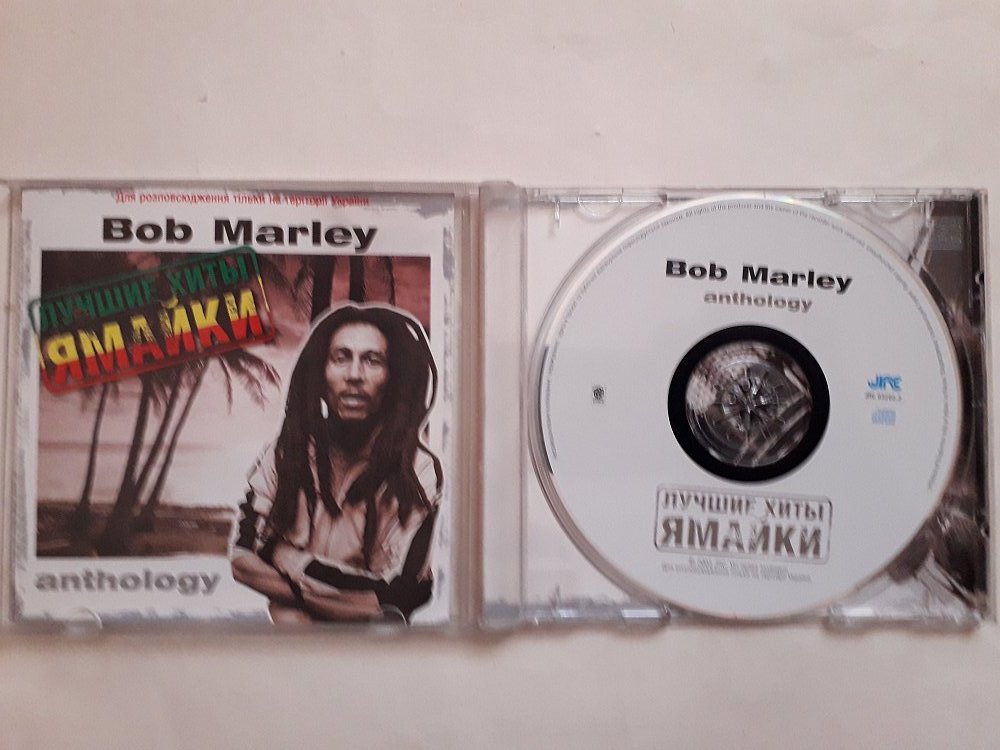 Для розповсюдження тільки на території України
Bob Marley
ЛУЧШИЕ ХИТЫ
ЯМАЙКИ
anthology
Bob Marley
anthology
JRC
ЛУЧШИЕ ХИТЫ
ЯМАЙКИ